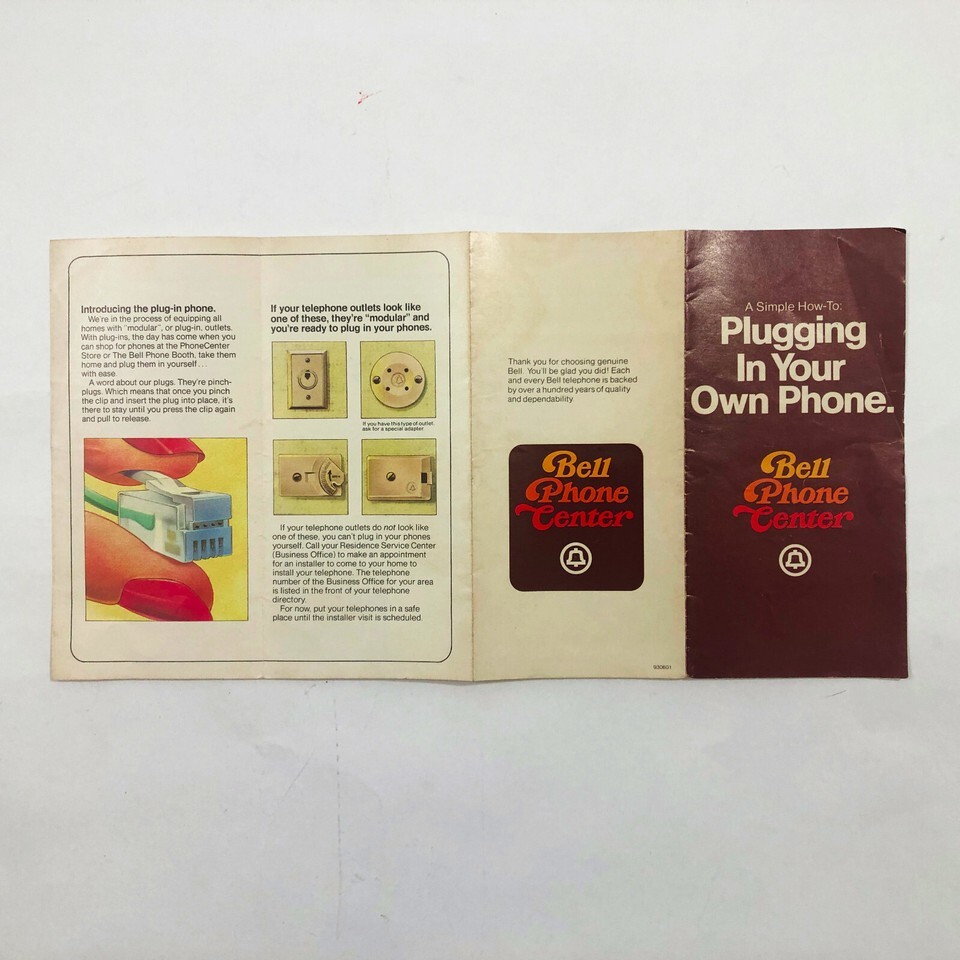 Introducing the plug-in phone.
We're in the process of equipping all
homes with "modular", or plug-in, outlets.
With plug-ins, the day has come when you
can shop for phones at the PhoneCenter
Store or The Bell Phone Booth, take them
home and plug them in yourself...
with ease.
A word about our plugs. They're pinch-
plugs. Which means that once you pinch
the clip and insert the plug into place, it's
there to stay until you press the clip again
and pull to release.
If your telephone outlets look like
one of these, they're "modular" and
you're ready to plug in your phones.
If you have this type of outlet,
ask for a special adapter
If your telephone outlets do not look like
one of these, you can't plug in your phones
yourself. Call your Residence Service Center
(Business Office) to make an appointment
for an installer to come to your home to
install your telephone. The telephone
number of the Business Office for your area
is listed in the front of your telephone
directory.
For now, put your telephones in a safe
place until the installer visit is scheduled.
Thank you for choosing genuine
Bell. You'll be glad you did! Each
and every Bell telephone is backed
by over a hundred years of quality
and dependability.
Bell
Phone
Center
930601
A Simple How-To:
Plugging
In Your
Own Phone.
Bell
Phone
Center